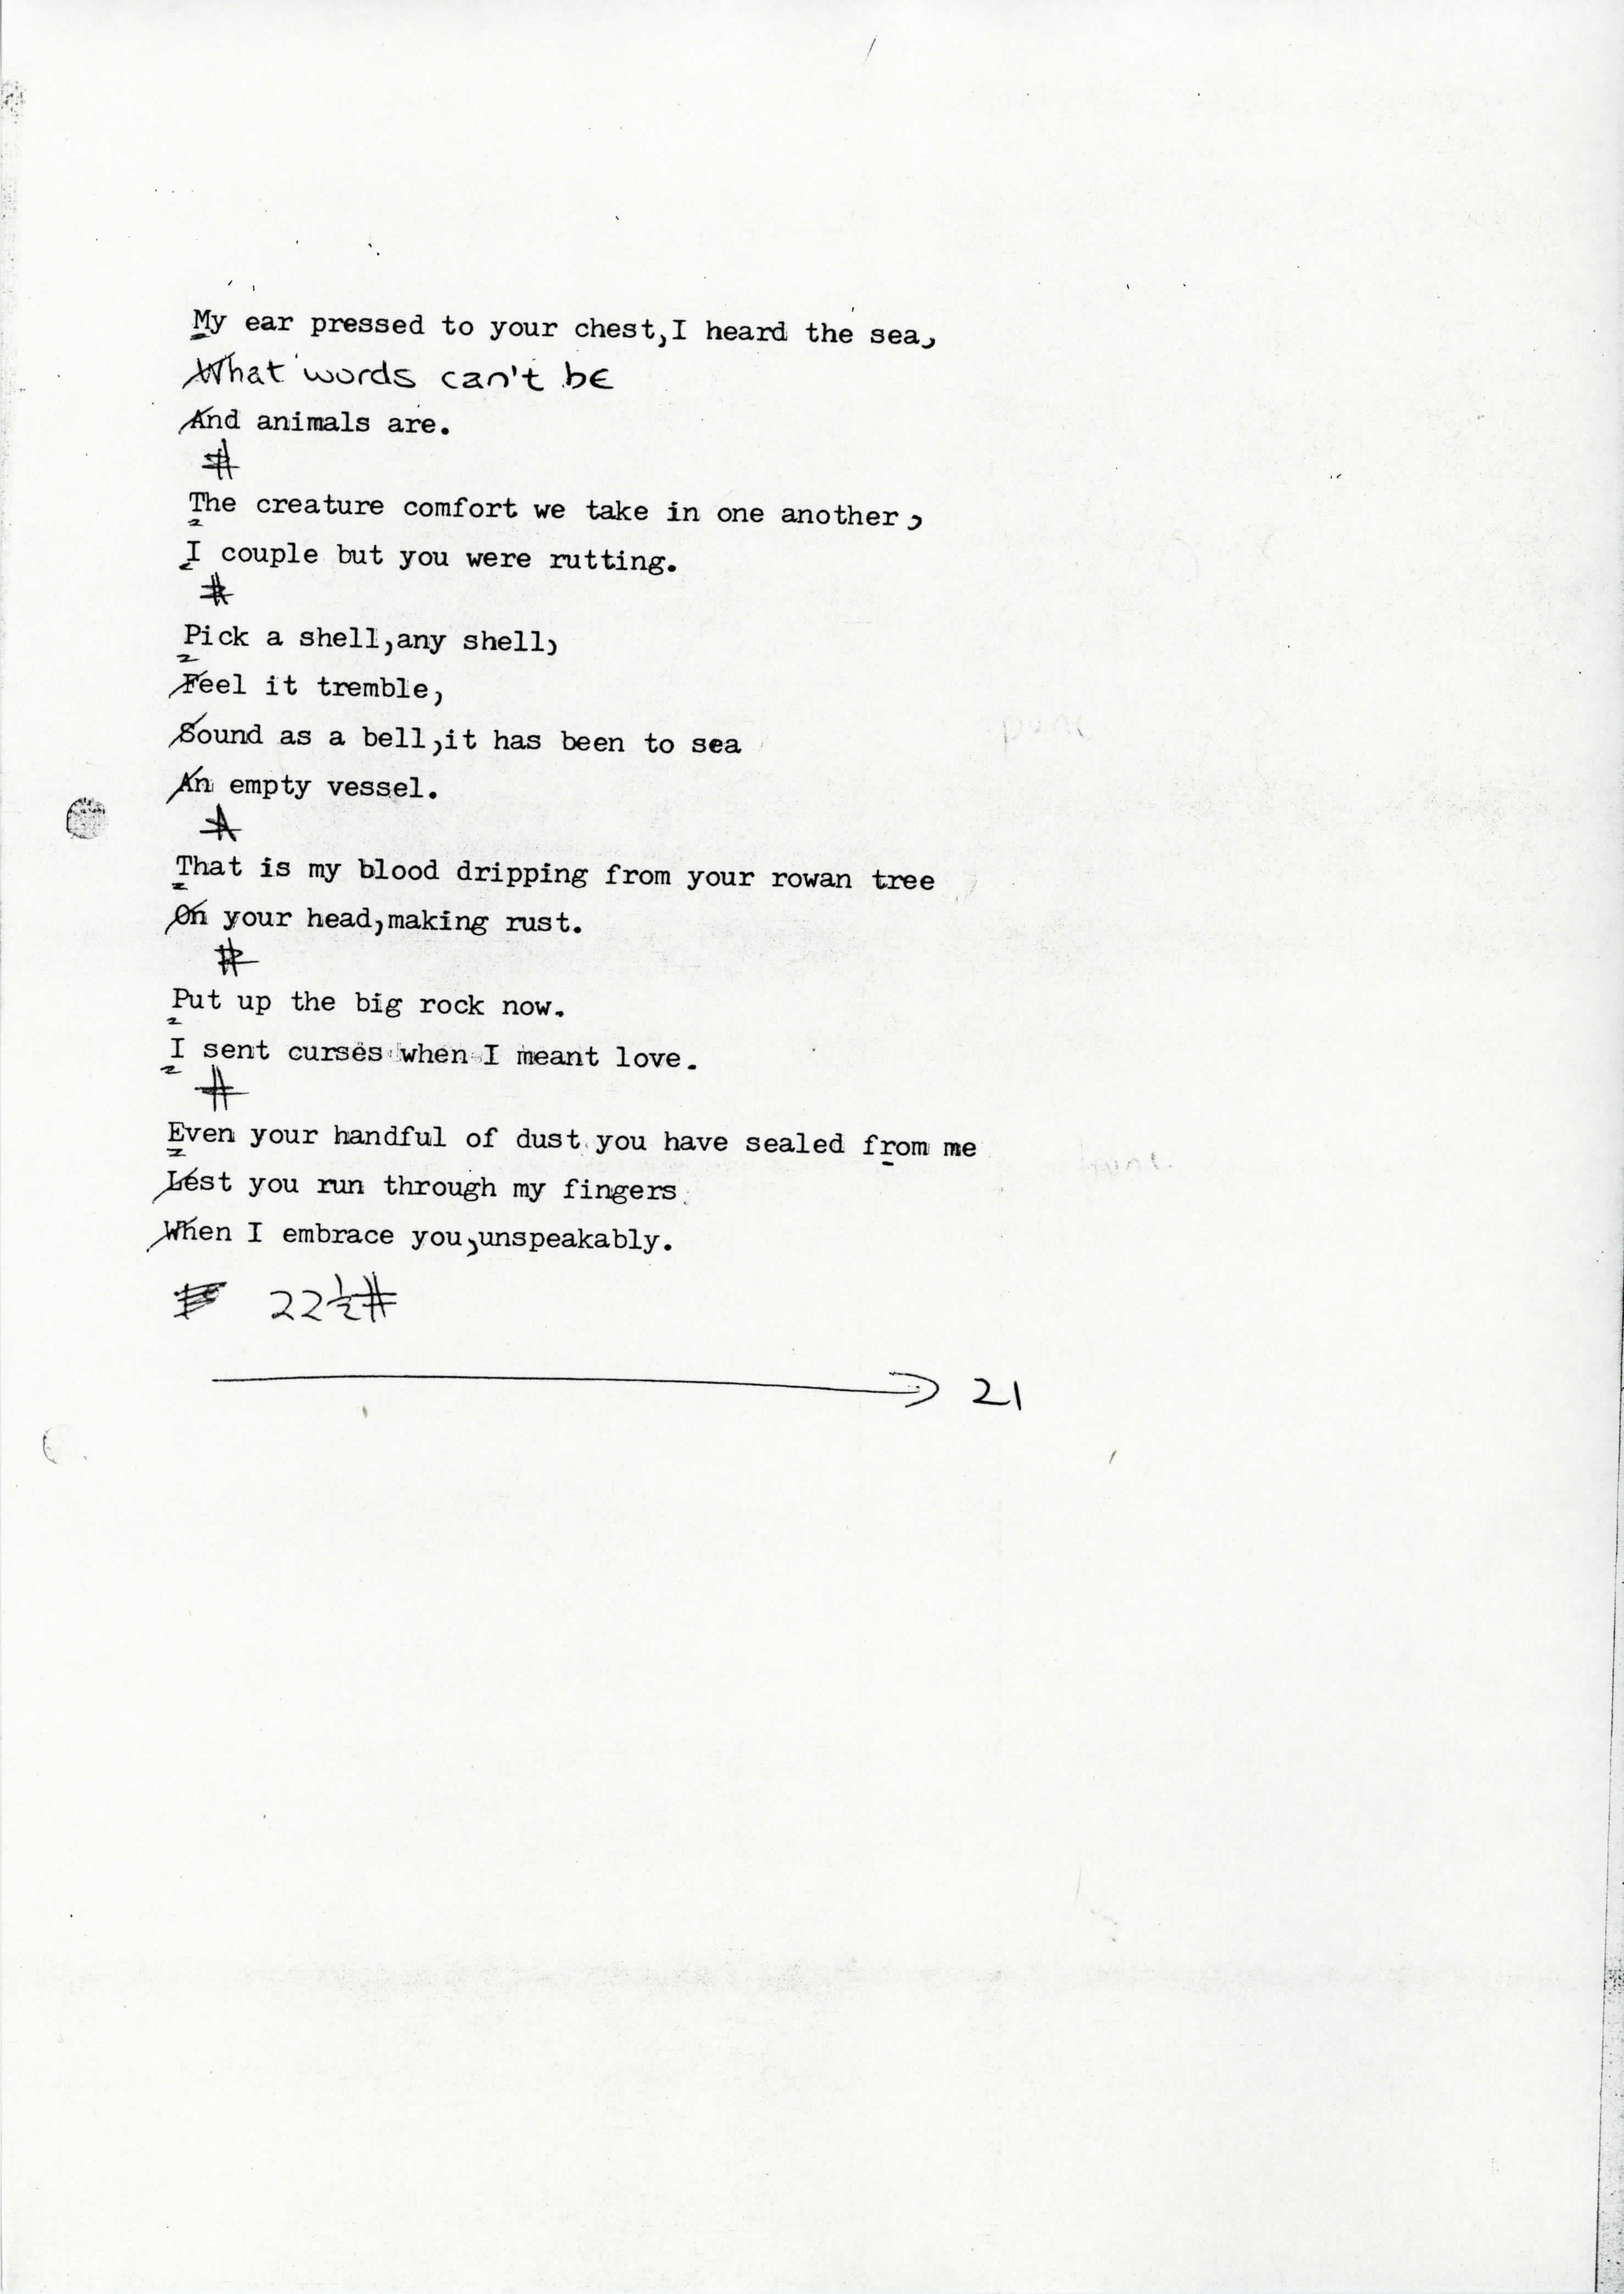 My ear pressed to your chest,I heard the sea,
What words can't be
And animals are.
#
The creature comfort we take in one another,
I couple but you were rutting.
#
Pick a shell,any shell,
Feel it tremble,
Sound as a bell,it has been to sea
An empty vessel.
#
That is my blood dripping from your rowan tree
On your head,making rust.
#
Put up the big rock now.
I sent curses when I meant love.
#
Even your handful of dust you have sealed from me
Lest you run through my fingers
When I embrace you,unspeakably.
22½#
21